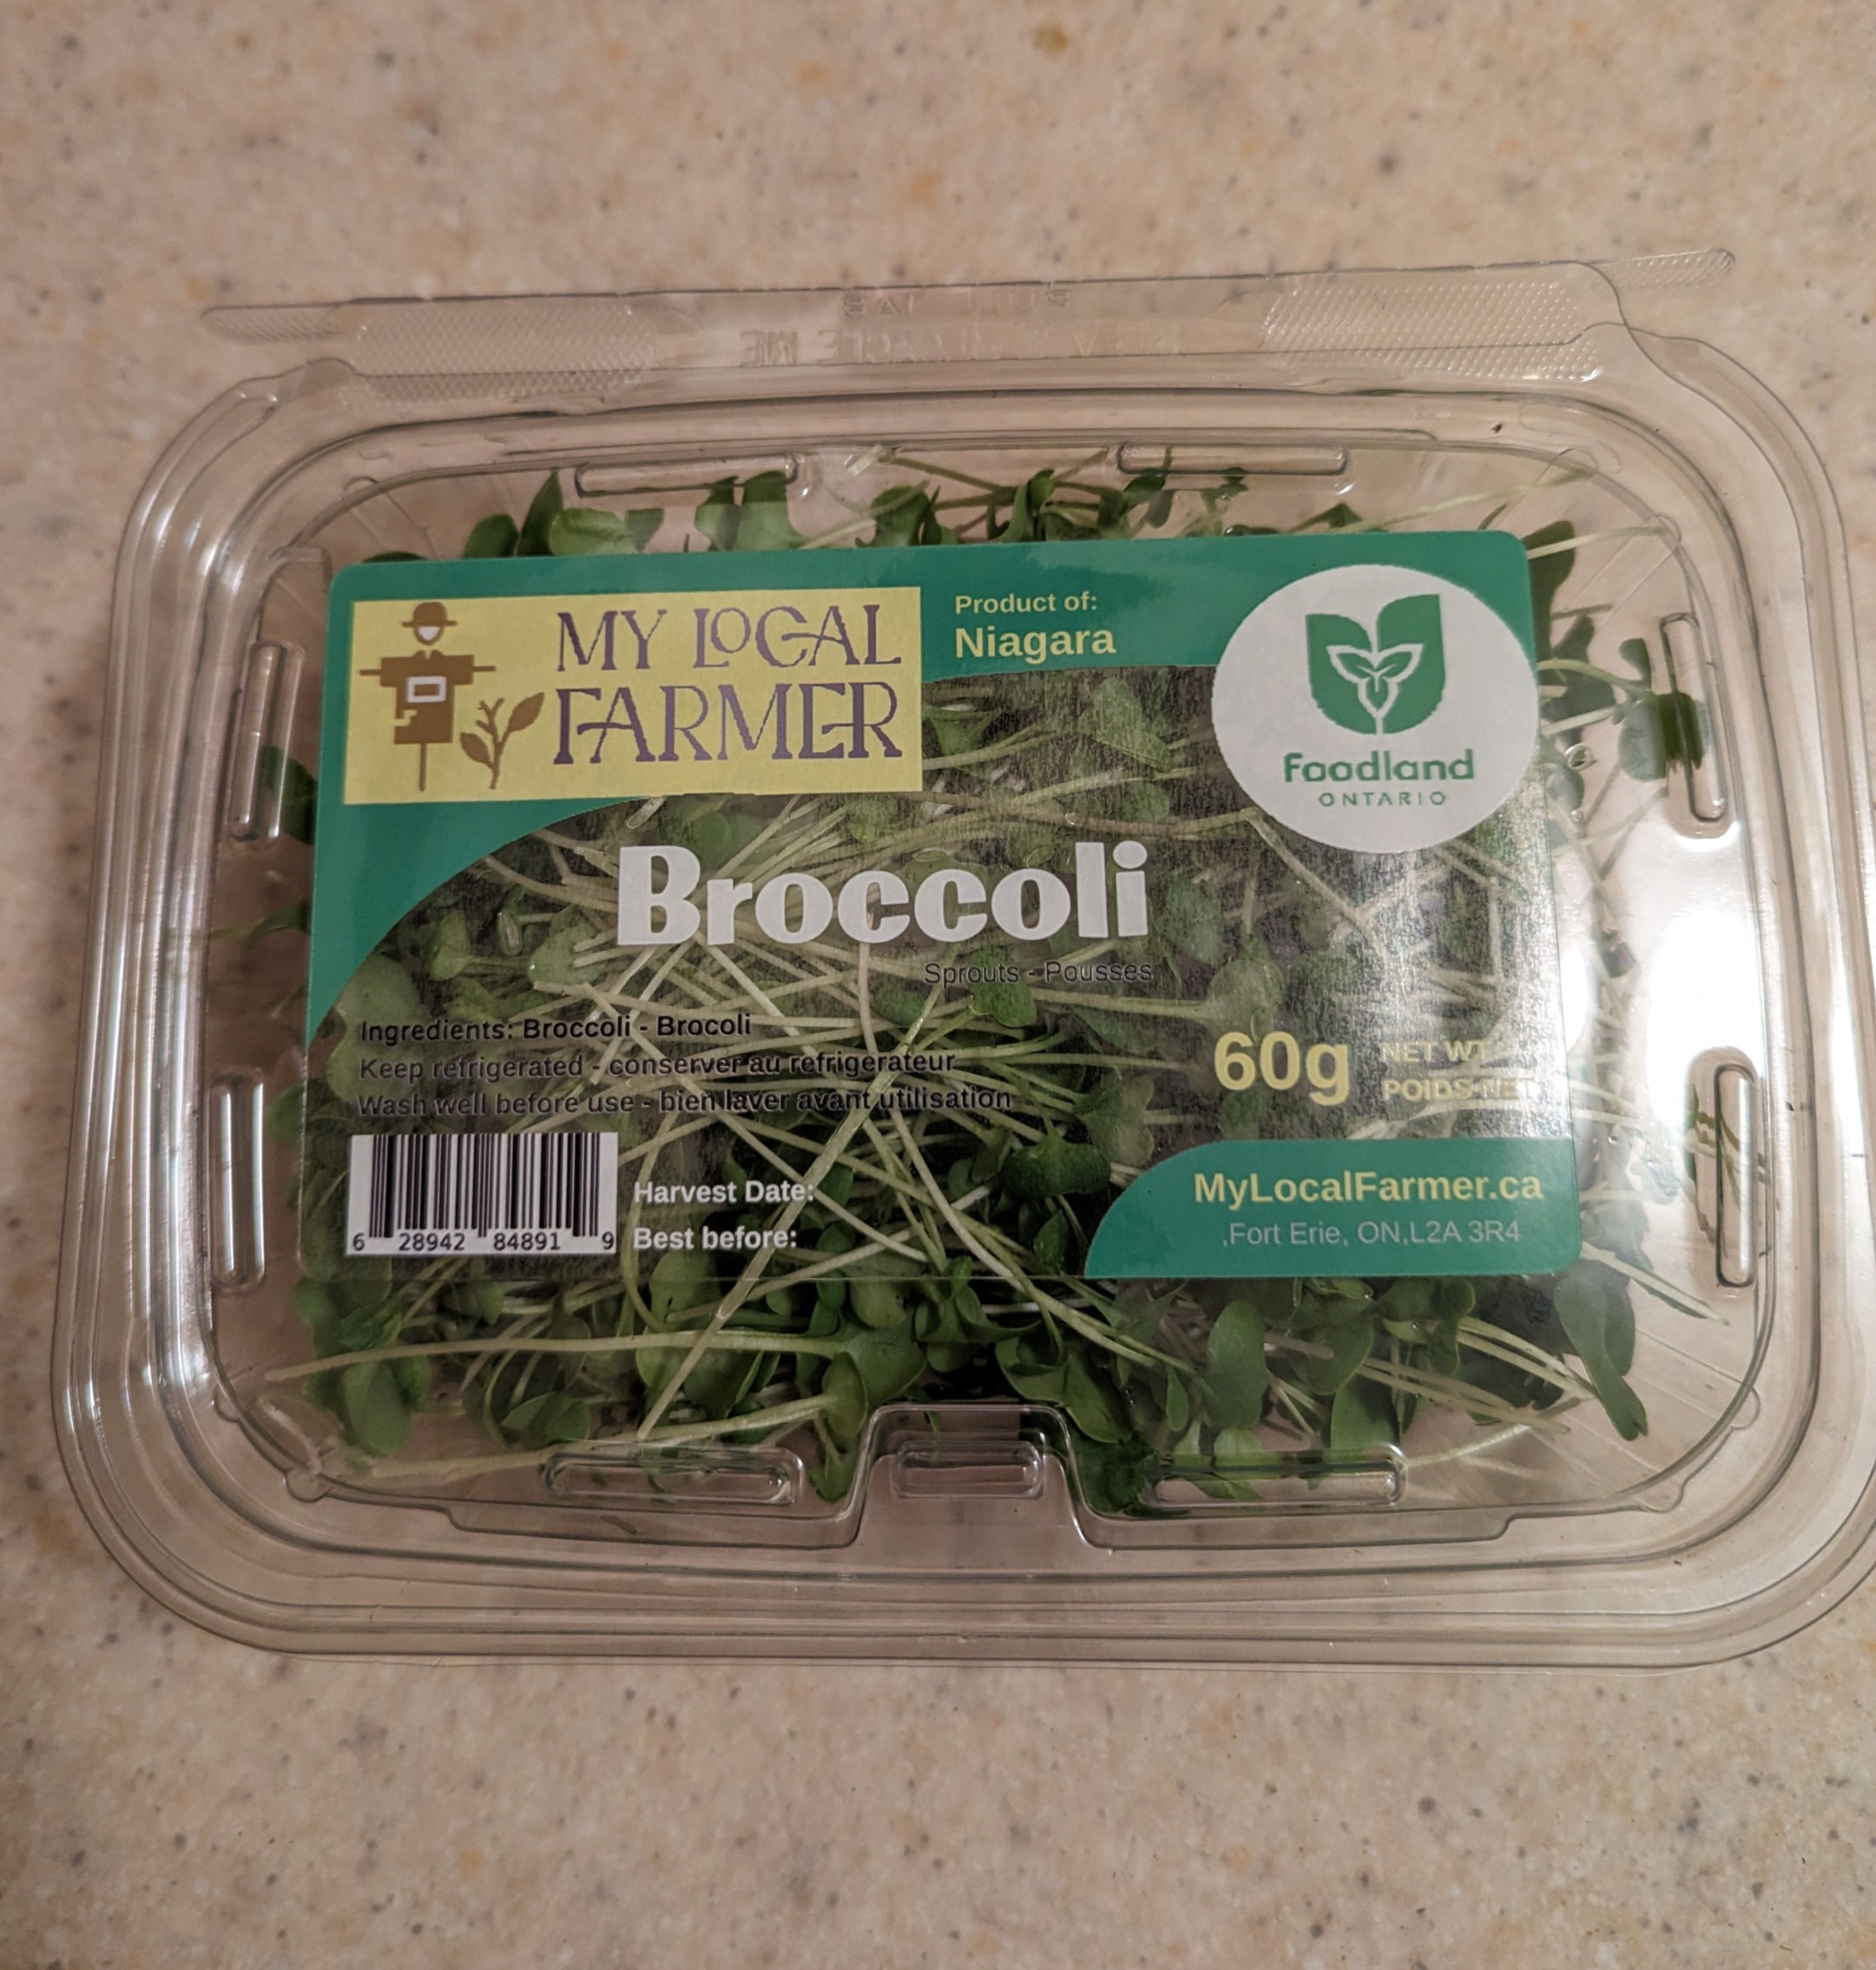 MY LOCAL
FARMER
Product of:
Niagara
foodland
ONTARIO
Broccoli
Sprouts - Pousses
Ingredients: Broccoli - Brocoli
Keep refrigerated - conserver au refrigerateur
Wash well before use - bien laver avant utilisation
60g
NET WT
POIDS NET
6 28942 84891 9
Harvest Date:
Best before:
MyLocalFarmer.ca
,Fort Erie, ON,L2A 3R4